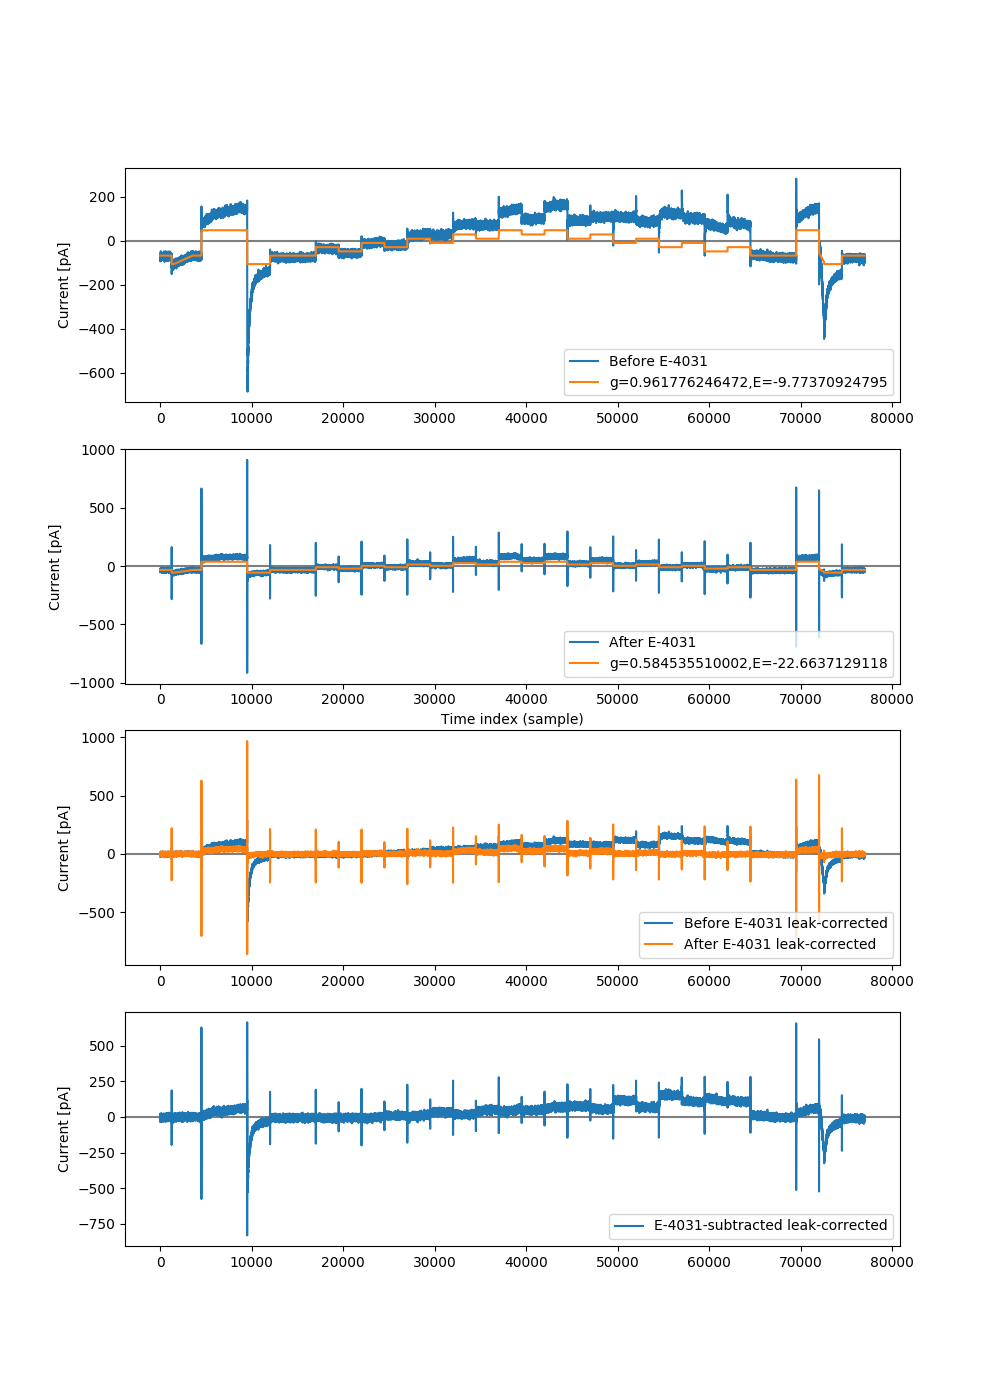 200
0
−200
−400
−600
Current [pA]
Before E-4031
g=0.961776246472,E=-9.77370924795
0 10000 20000 30000 40000 50000 60000 70000 80000
1000
500
0
−500
−1000
Current [pA]
After E-4031
g=0.584535510002,E=-22.6637129118
0 10000 20000 30000 40000 50000 60000 70000 80000
Time index (sample)
1000
500
0
−500
Current [pA]
Before E-4031 leak-corrected
After E-4031 leak-corrected
0 10000 20000 30000 40000 50000 60000 70000 80000
500
250
0
−250
−500
−750
Current [pA]
E-4031-subtracted leak-corrected
0 10000 20000 30000 40000 50000 60000 70000 80000